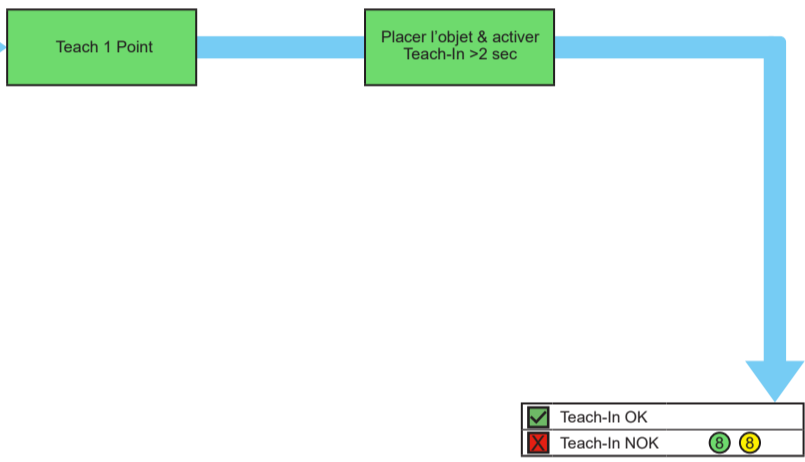 Teach 1 Point
Placer l'objet & activer
Teach-In >2 sec
Teach-In OK
Teach-In NOK 8 8